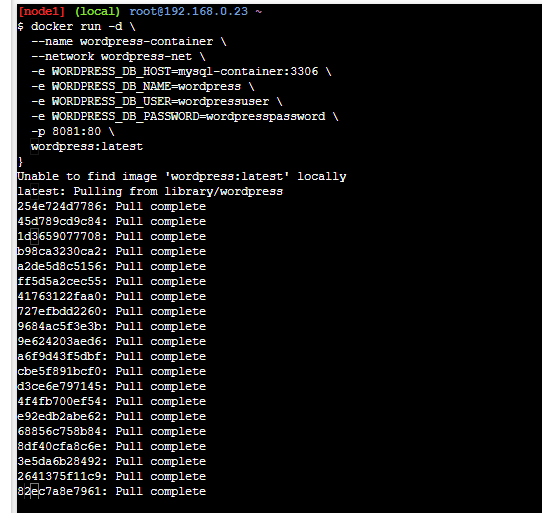 [node1] (local) root@192.168.0.23 ~
$ docker run -d \
--name wordpress-container \
--network wordpress-net \
-e WORDPRESS_DB_HOST=mysql-container:3306 \
-e WORDPRESS_DB_NAME=wordpress \
-e WORDPRESS_DB_USER=wordpressuser \
-e WORDPRESS_DB_PASSWORD=wordpresspassword \
-p 8081:80 \
wordpress:latest
}
Unable to find image 'wordpress:latest' locally
latest: Pulling from library/wordpress
254e724d7786: Pull complete
45d789cd9c84: Pull complete
1d3659077708: Pull complete
b98ca3230ca2: Pull complete
a2de5d8c5156: Pull complete
ff5d5a2cec55: Pull complete
41763122faa0: Pull complete
727efbdd2260: Pull complete
9684ac5f3e3b: Pull complete
9e624203aed6: Pull complete
a6f9d43f5dbf: Pull complete
cbe5f891bcf0: Pull complete
d3ce6e797145: Pull complete
4f4fb700ef54: Pull complete
e92edb2abe62: Pull complete
68856c758b84: Pull complete
8df40cfa8c6e: Pull complete
3e5da6b28492: Pull complete
2641375f11c9: Pull complete
82ec7a8e7961: Pull complete